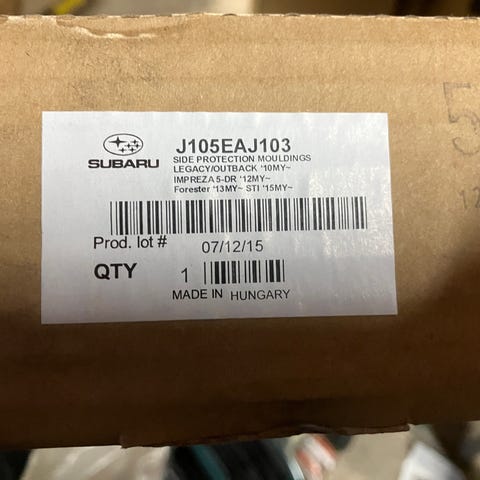 SUBARU
J105EAJ103
SIDE PROTECTION MOULDINGS
LEGACY/OUTBACK '10MY~
IMPREZA 5-DR '12MY~
Forester '13MY~ STI '15MY~
Prod. lot # 07/12/15
QTY 1
MADE IN HUNGARY
5